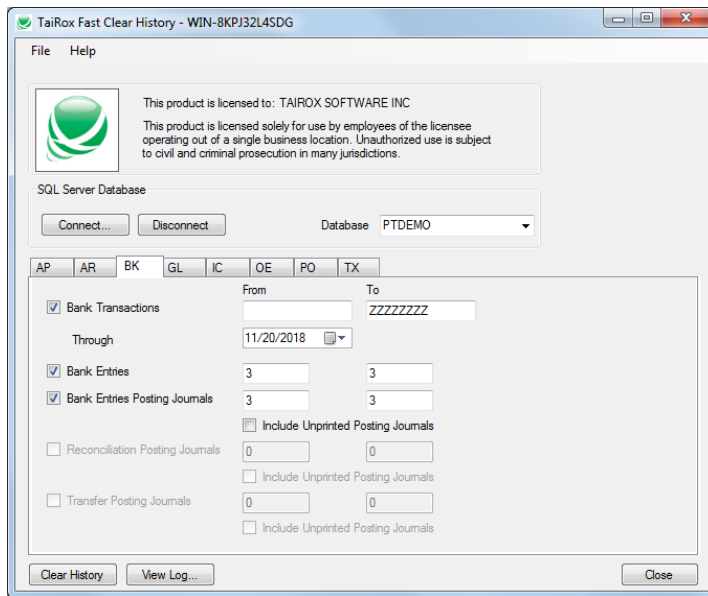 TaiRox Fast Clear History - WIN-8KPJ32L4SDG
File Help
This product is licensed to: TAIROX SOFTWARE INC
This product is licensed solely for use by employees of the licensee
operating out of a single business location. Unauthorized use is subject
to civil and criminal prosecution in many jurisdictions.
SQL Server Database
Connect... Disconnect Database PTDEMO
AP AR BK GL IC OE PO TX
From To
Bank Transactions ZZZZZZZZ
Through 11/20/2018
Bank Entries 3 3
Bank Entries Posting Journals 3 3
Include Unprinted Posting Journals
Reconciliation Posting Journals 0 0
Include Unprinted Posting Journals
Transfer Posting Journals 0 0
Include Unprinted Posting Journals
Clear History View Log... Close